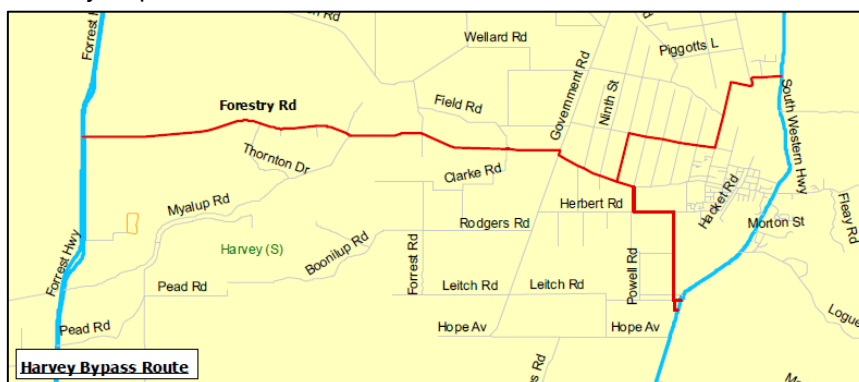 Wellard Rd
Piggotts L
Forestry Rd
Field Rd
Government Rd
Ninth St
South Western Hwy
Thornton Dr
Clarke Rd
Myalup Rd
Herbert Rd
Hacket Rd
Rodgers Rd
Morton St
Fleay Rd
Harvey (S)
Boonilup Rd
Forrest Rd
Powell Rd
Forrest Hwy
Pead Rd
Leitch Rd
Leitch Rd
Pead Rd
Hope Av
Hope Av
Logue
Harvey Bypass Route